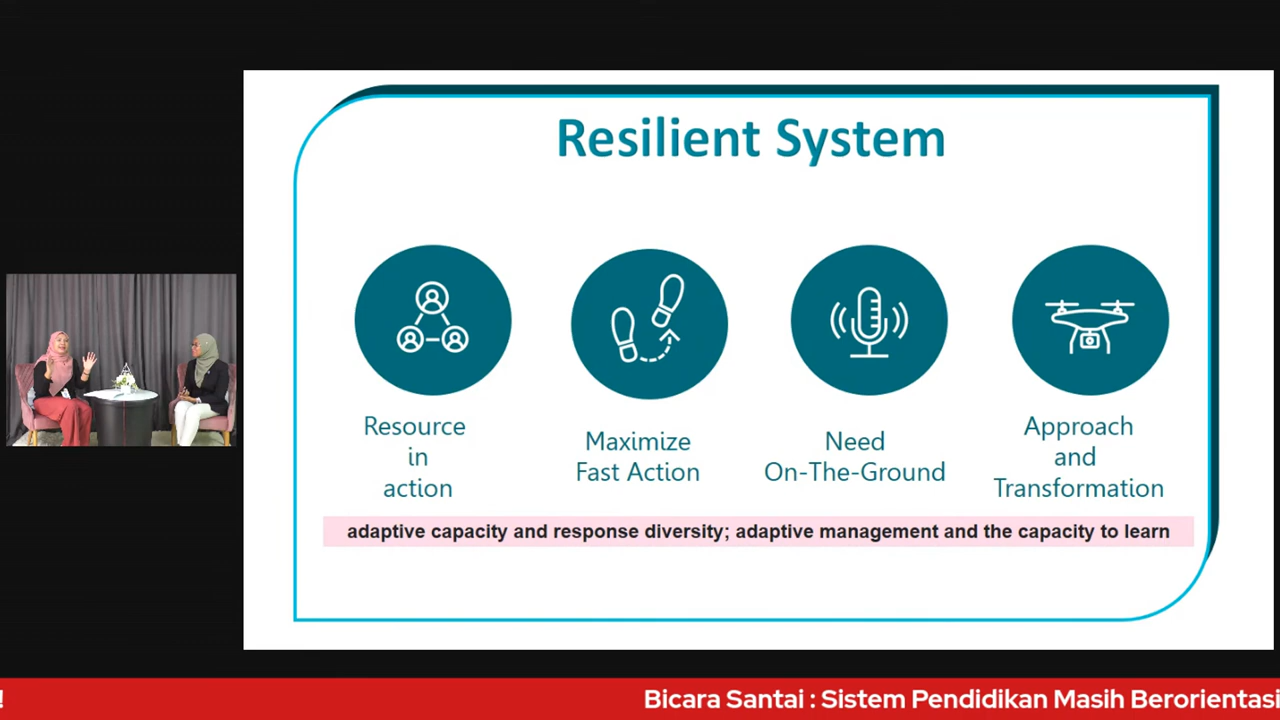 Resilient System
Resource
in
action
Maximize
Fast Action
Need
On-The-Ground
Approach
and
Transformation
adaptive capacity and response diversity; adaptive management and the capacity to learn
! Bicara Santai : Sistem Pendidikan Masih Berorientasi